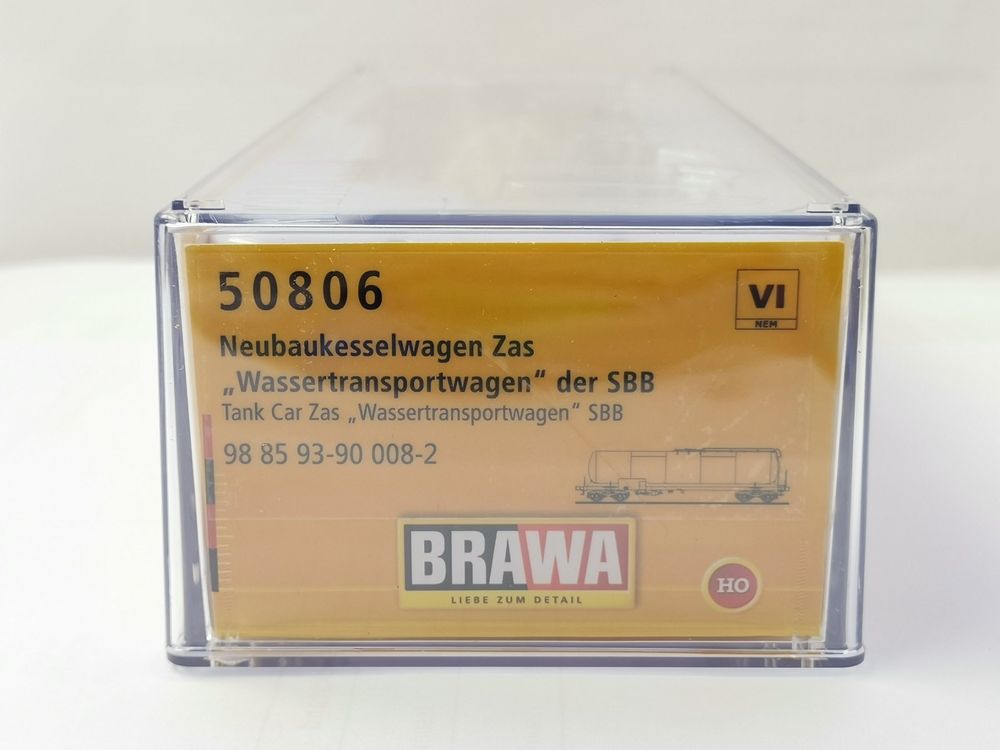 50806
VI
NEM
Neubaukesselwagen Zas
„Wassertransportwagen“ der SBB
Tank Car Zas „Wassertransportwagen“ SBB
98 85 93-90 008-2
BRAWA
LIEBE ZUM DETAIL
HO